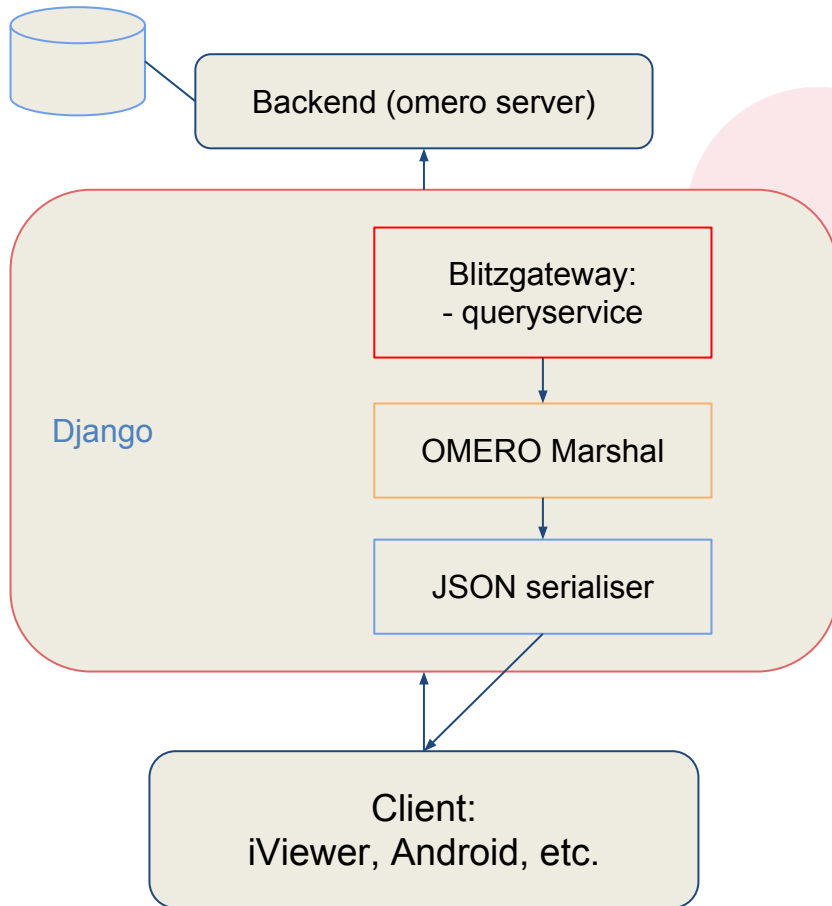 Backend (omero server)
Blitzgateway:
- queryservice
Django
OMERO Marshal
JSON serialiser
Client:
iViewer, Android, etc.